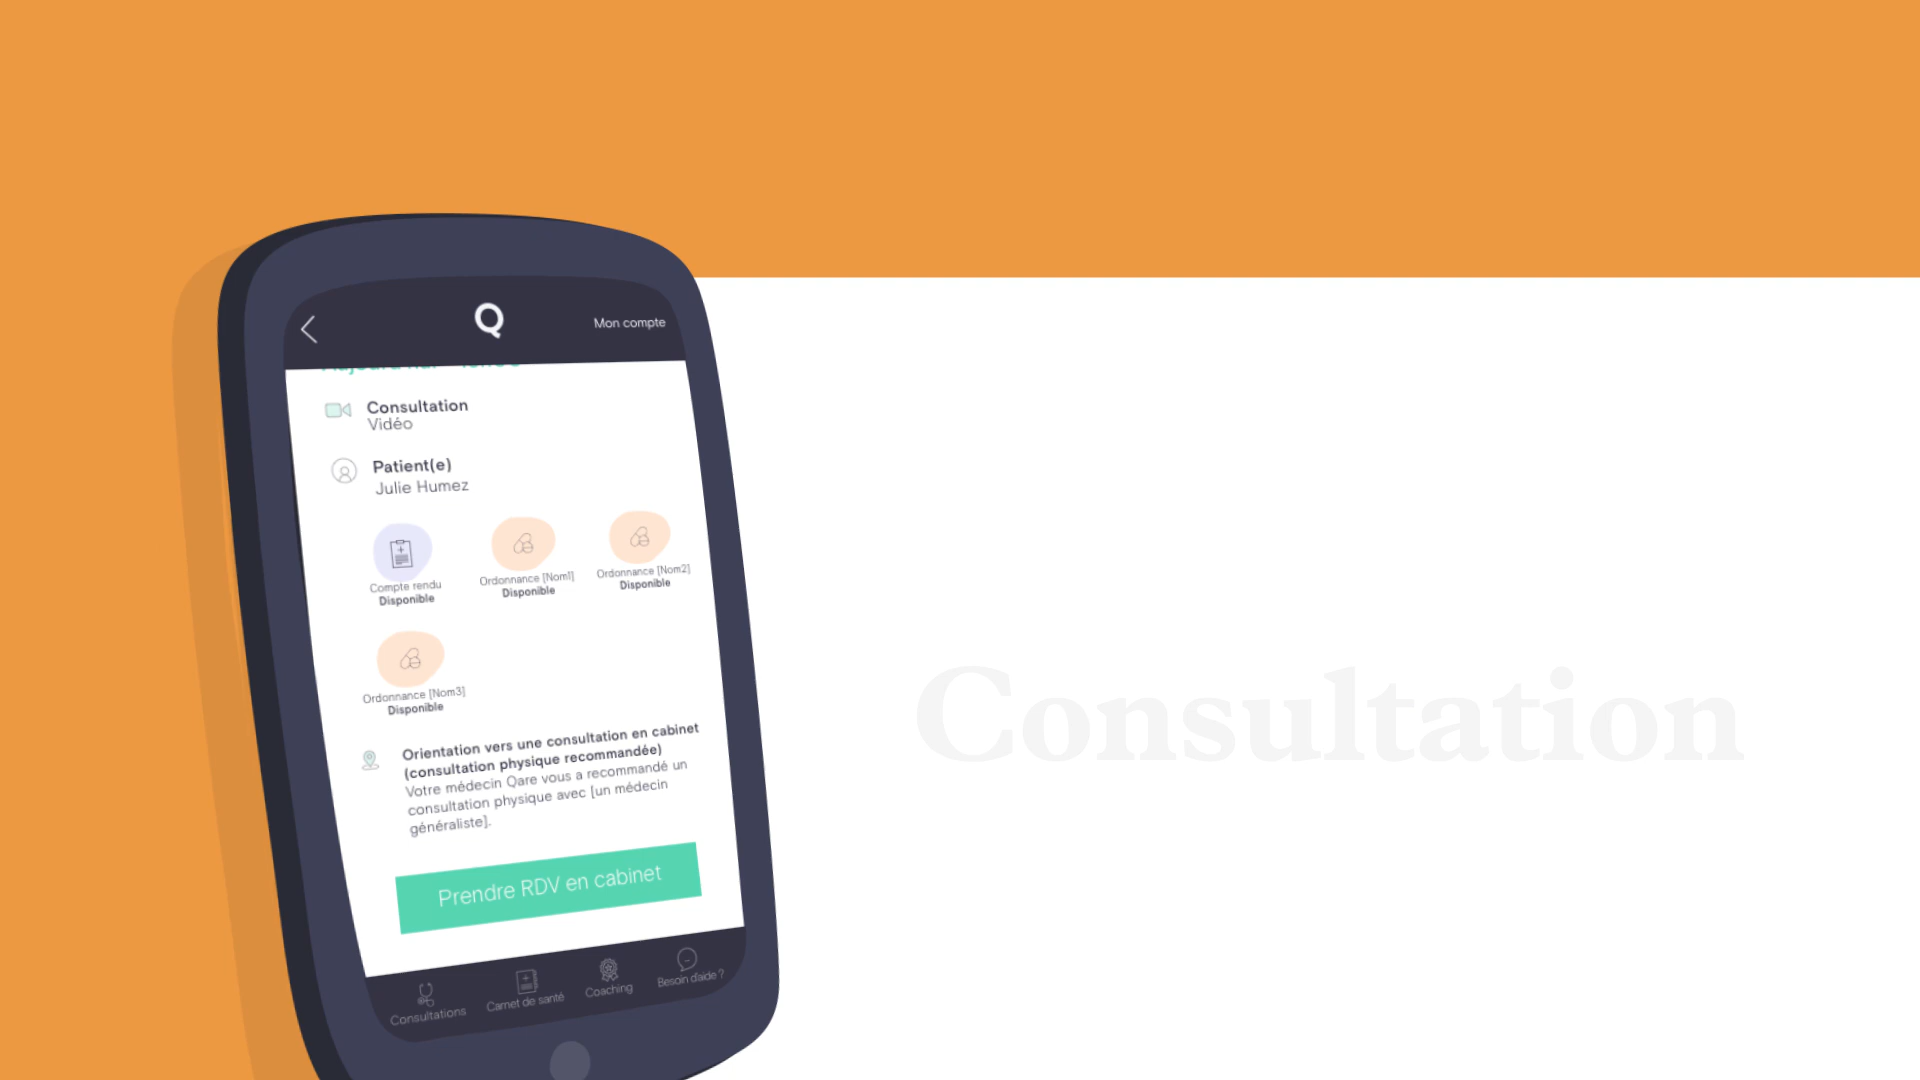 Q
Mon compte
Consultation
Vidéo
Patient(e)
Julie Humez
Compte rendu
Disponible
Ordonnance [Nom1]
Disponible
Ordonnance [Nom2]
Disponible
Ordonnance [Nom3]
Disponible
Orientation vers une consultation en cabinet
(consultation physique recommandée)
Votre médecin Qare vous a recommandé un
consultation physique avec [un médecin
généraliste].
Prendre RDV en cabinet
Consultations
Carnet de santé
Coaching
Besoin d'aide ?
Consultation